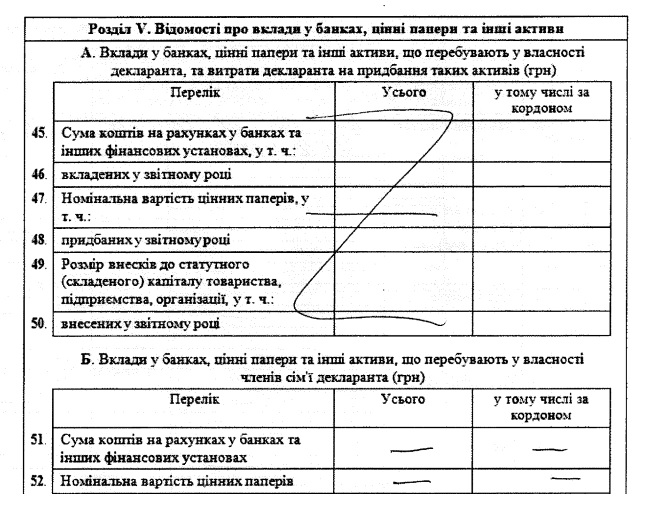 Розділ V. Відомості про вклади у банках, цінні папери та інші активи
А. Вклади у банках, цінні папери та інші активи, що перебувають у власності
декларанта, та витрати декларанта на придбання таких активів (грн)
Перелік Усього у тому числі за
кордоном
45. Сума коштів на рахунках у банках та
інших фінансових установах, у т. ч.:
46. вкладених у звітному році
47. Номінальна вартість цінних паперів, у
т. ч.:
48. придбаних у звітному році
49. Розмір внесків до статутного
(складеного) капіталу товариства,
підприємства, організації, у т. ч.:
50. внесених у звітному році
Б. Вклади у банках, цінні папери та інші активи, що перебувають у власності
членів сім'ї декларанта (грн)
Перелік Усього у тому числі за
кордоном
51. Сума коштів на рахунках у банках та
інших фінансових установах — —
52. Номінальна вартість цінних паперів — —